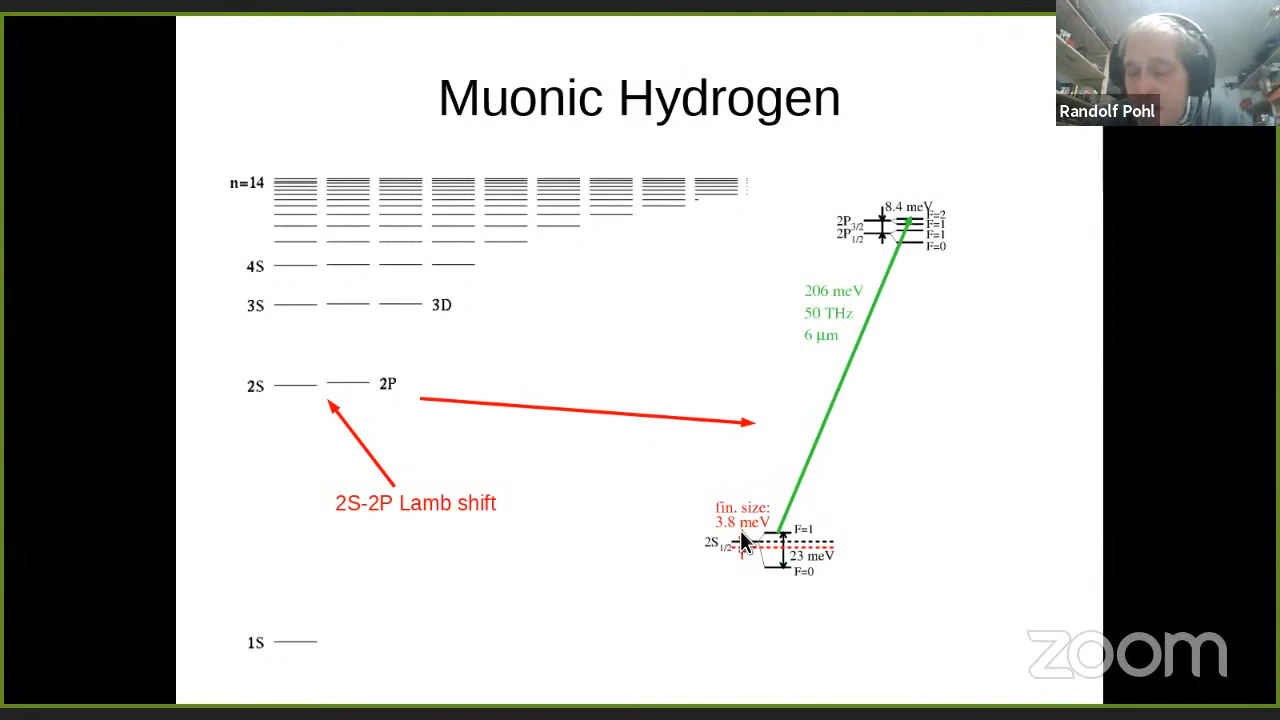 Muonic Hydrogen
Randolf Pohl
n=14
4S
3S
3D
2S
2P
2S-2P Lamb shift
1S
8.4 meV
2P3/2
2P1/2
F=2
F=1
F=1
F=0
206 meV
50 THz
6 μm
fin. size:
3.8 meV
2S1/2
F=1
23 meV
F=0
zoom